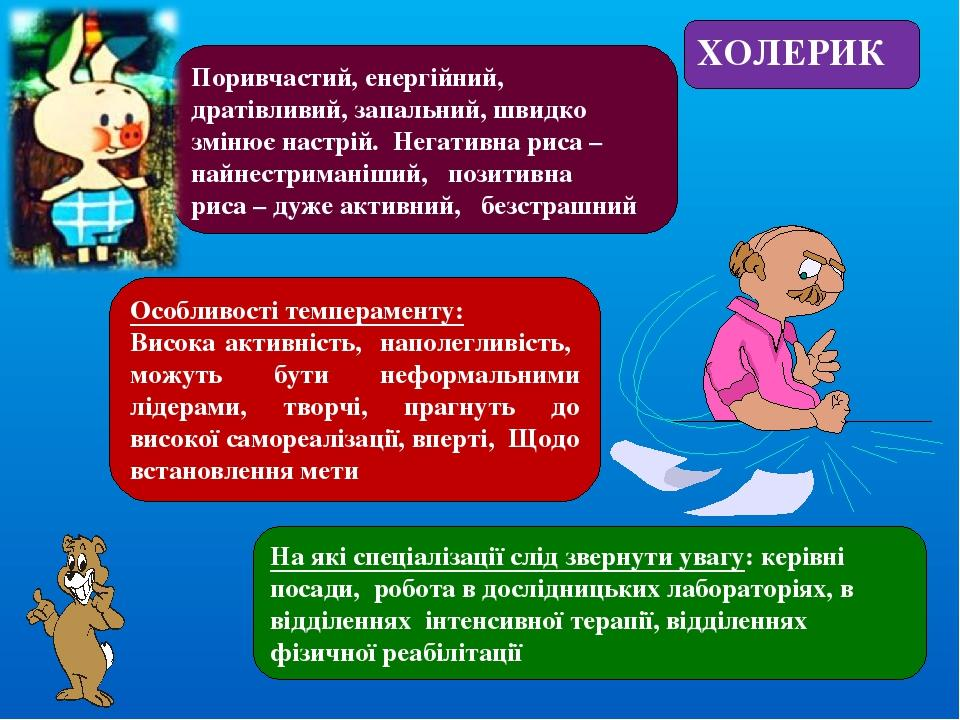 ХОЛЕРИК
Поривчастий, енергійний,
дратівливий, запальний, швидко
змінює настрій. Негативна риса –
найнестриманіший, позитивна
риса – дуже активний, безстрашний
Особливості темпераменту:
Висока активність, наполегливість,
можуть бути неформальними
лідерами, творчі, прагнуть до
високої самореалізації, вперті, Щодо
встановлення мети
На які спеціалізації слід звернути увагу: керівні
посади, робота в дослідницьких лабораторіях, в
відділеннях інтенсивної терапії, відділеннях
фізичної реабілітації